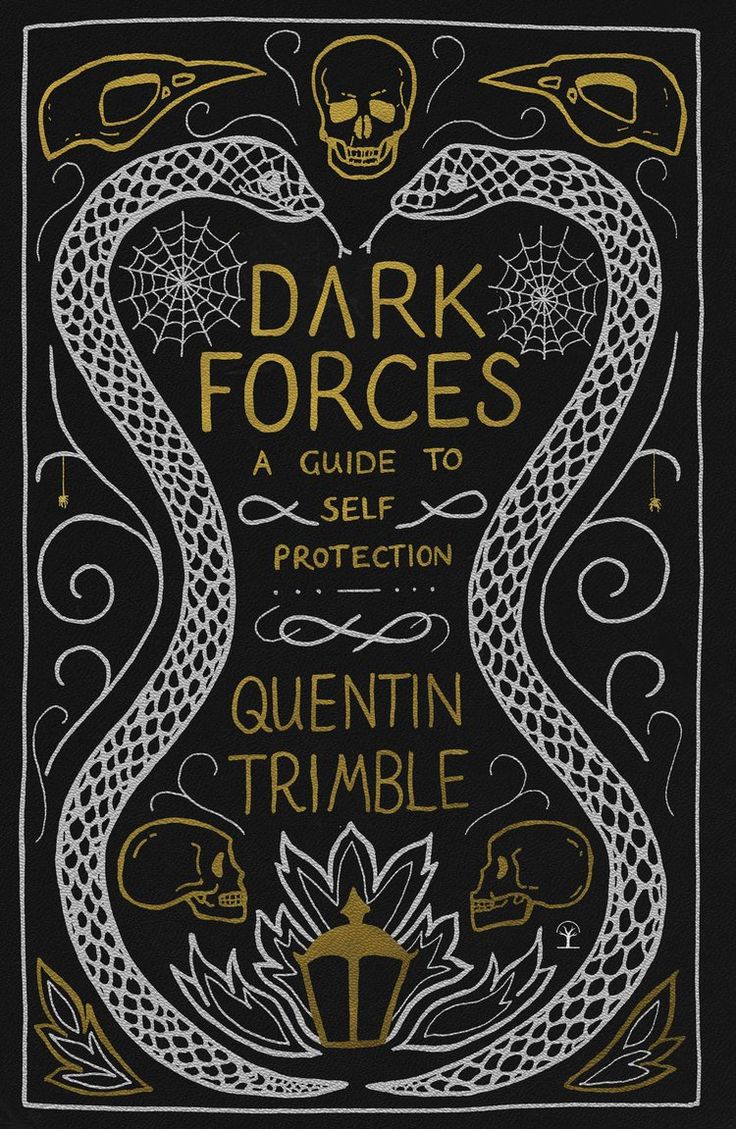 DARK
FORCES
A GUIDE TO
SELF
PROTECTION
QUENTIN
TRIMBLE